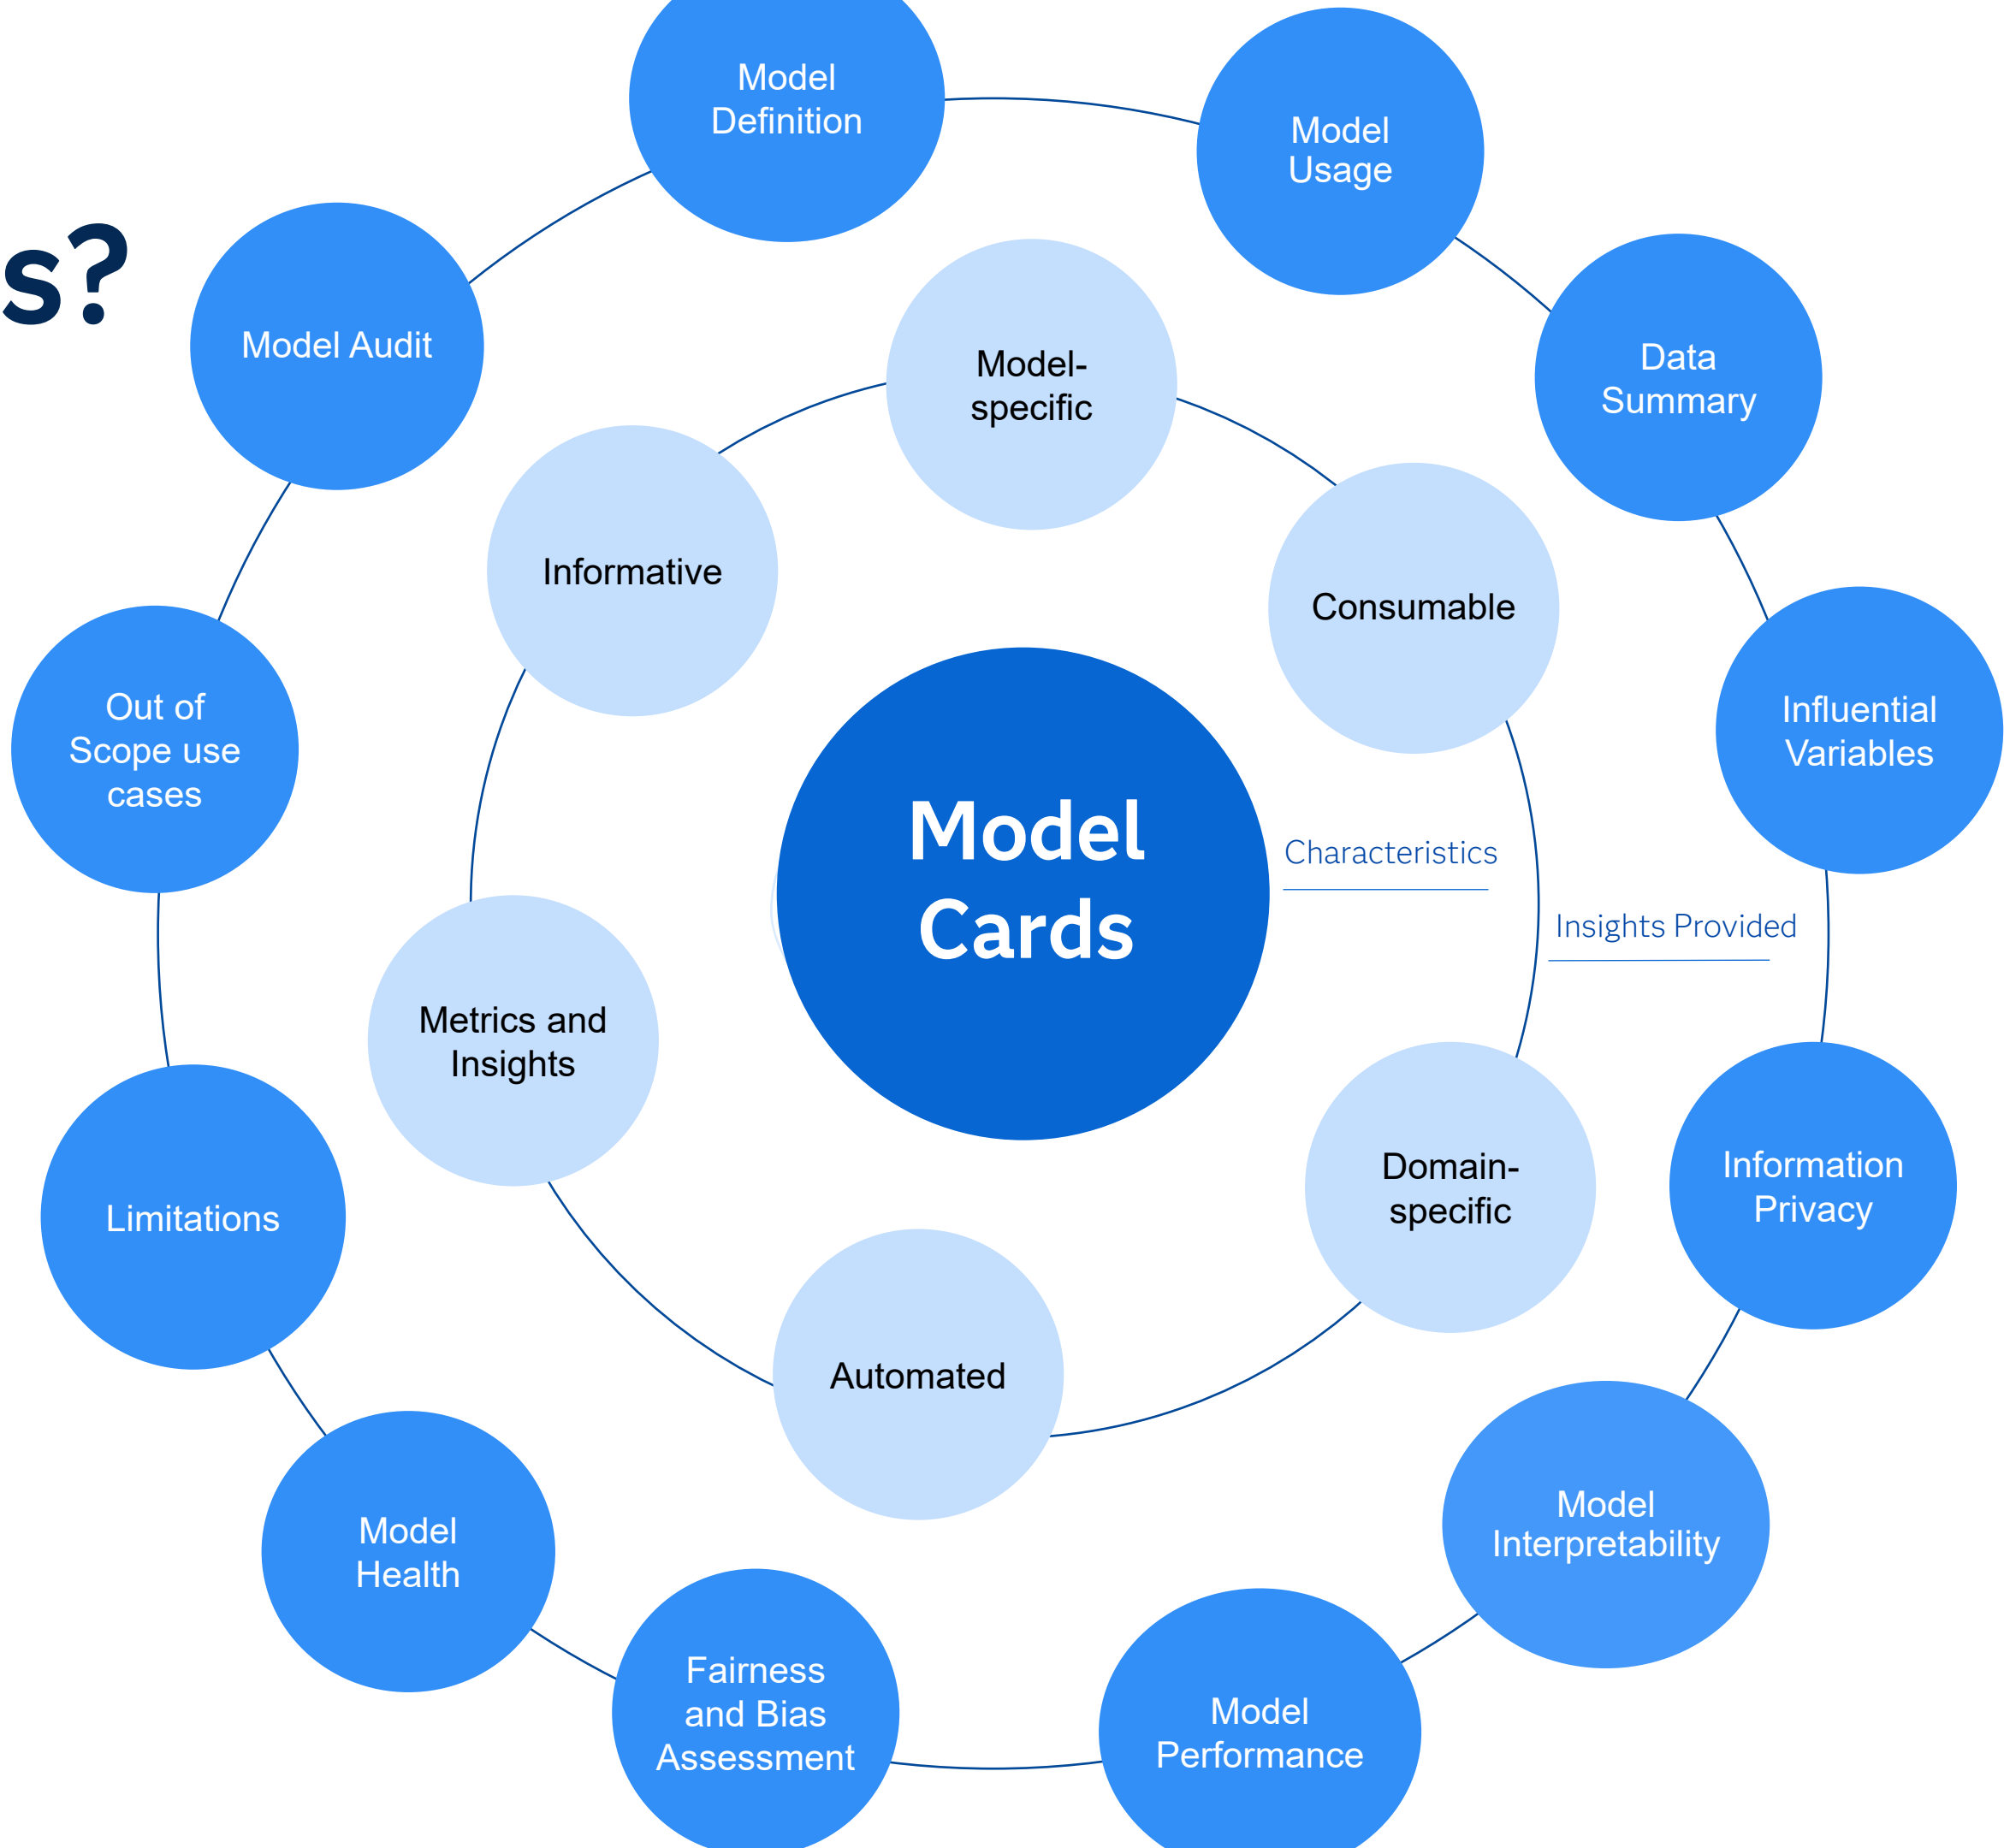 s?
Model
Definition
Model
Usage
Data
Summary
Influential
Variables
Information
Privacy
Model
Interpretability
Model
Performance
Fairness
and Bias
Assessment
Model
Health
Limitations
Out of
Scope use
cases
Model Audit
Model-
specific
Consumable
Domain-
specific
Automated
Metrics and
Insights
Informative
Model
Cards
Characteristics
Insights Provided